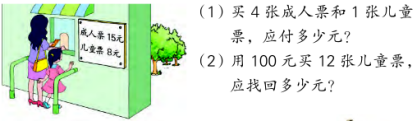 成人票 15元
儿童票 8元
(1) 买 4 张成人票和 1 张儿童
票，应付多少元？
(2) 用 100 元买 12 张儿童票，
应找回多少元？